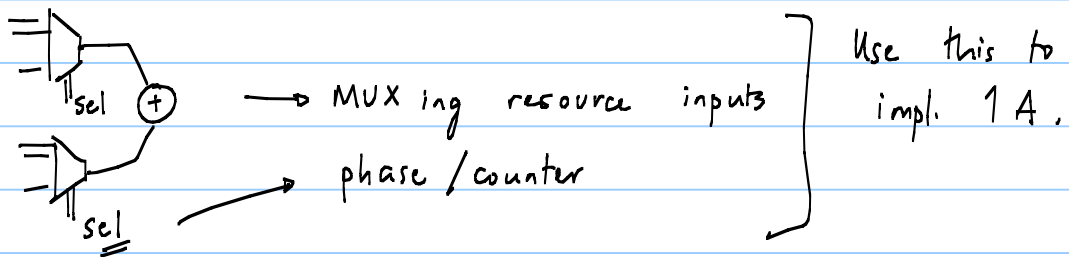 sel
+
→ MUX ing resource inputs
phase / counter
sel
Use this to
impl. 1 A.